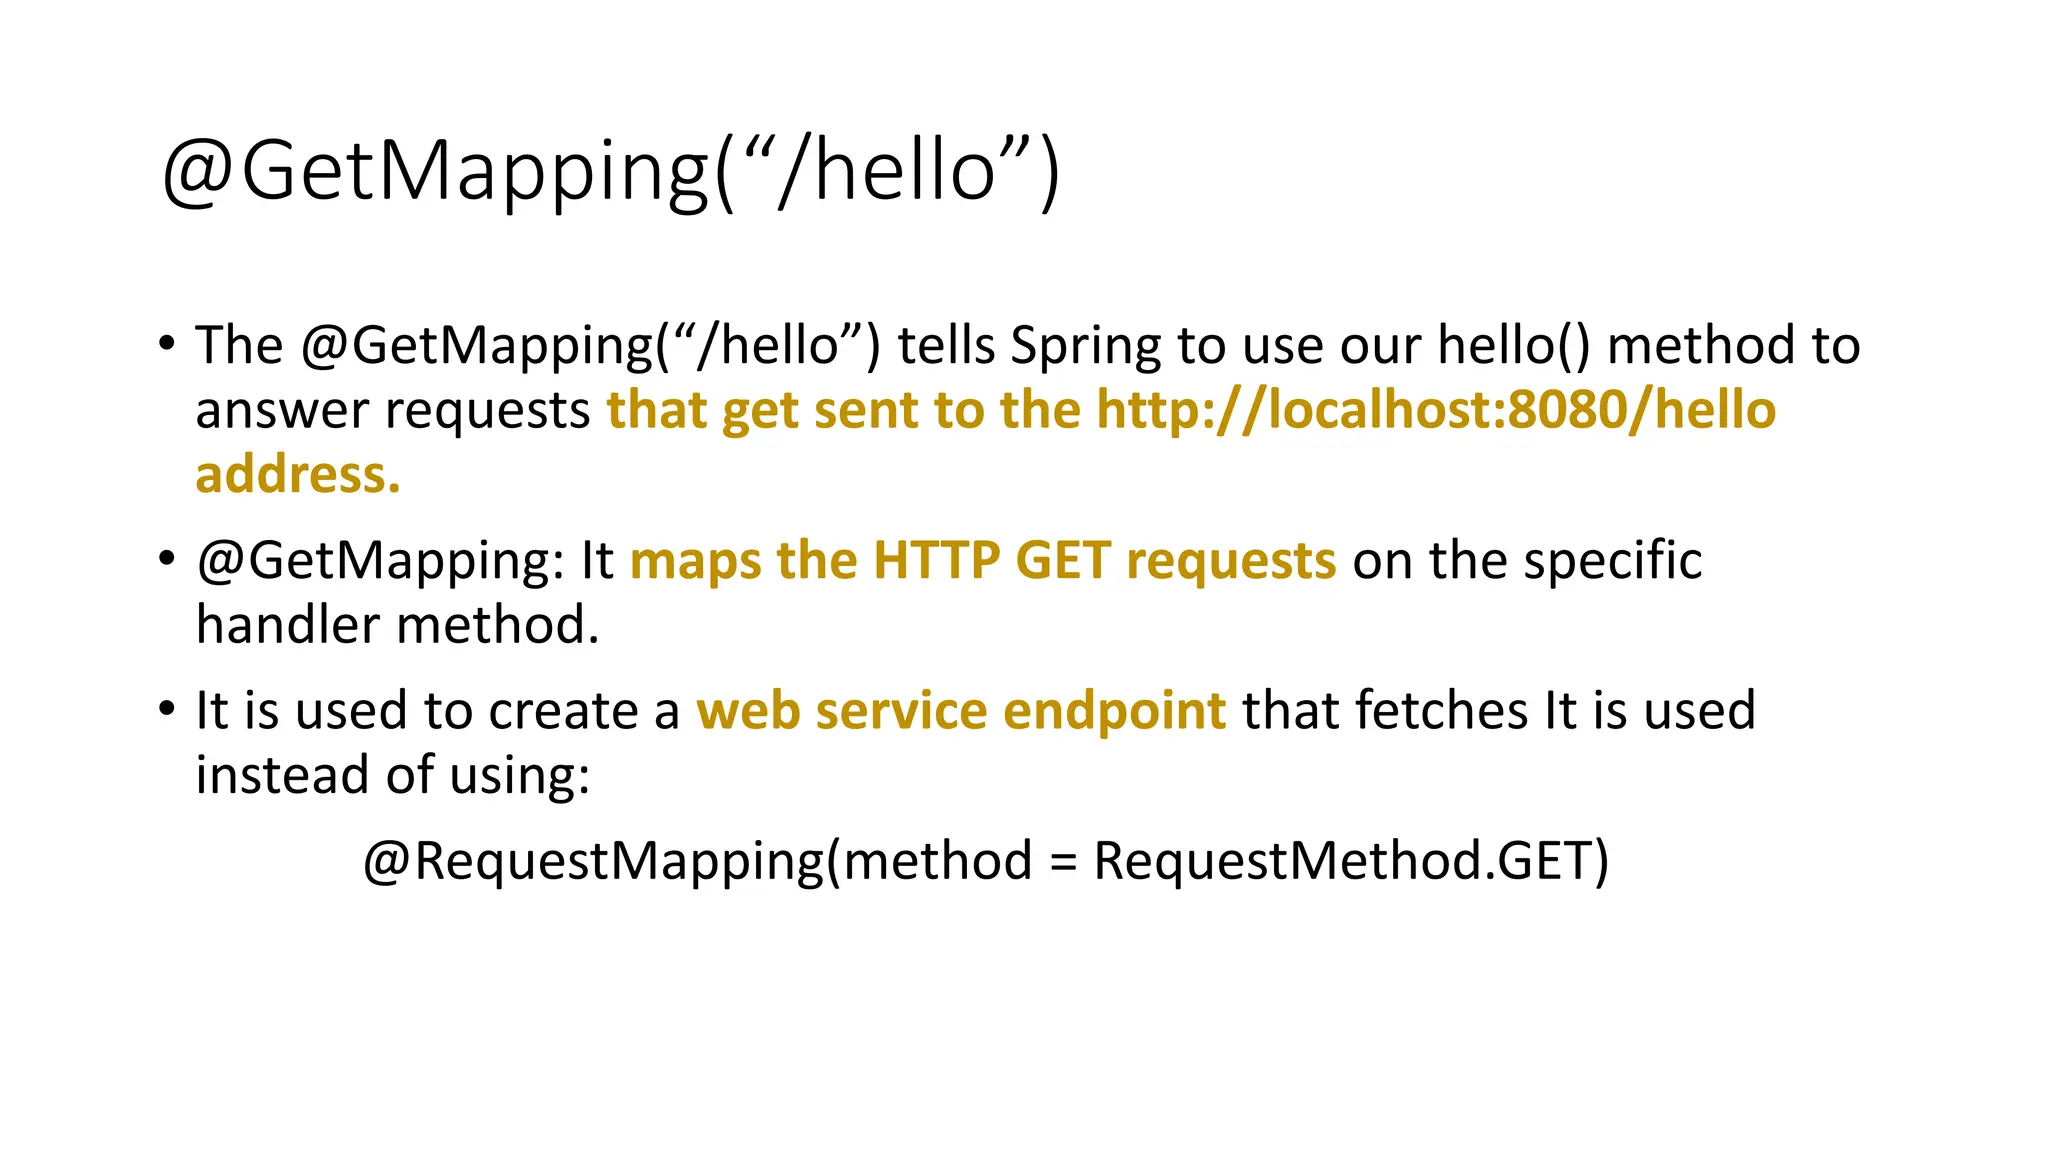 @GetMapping(“/hello”)
• The @GetMapping(“/hello”) tells Spring to use our hello() method to
answer requests that get sent to the http://localhost:8080/hello
address.
• @GetMapping: It maps the HTTP GET requests on the specific
handler method.
• It is used to create a web service endpoint that fetches It is used
instead of using:
@RequestMapping(method = RequestMethod.GET)